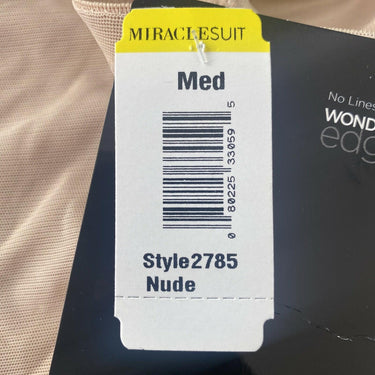 MIRACLESUIT
Med
0 80225 33059 5
Style2785
Nude
No Lines
WOND
edg